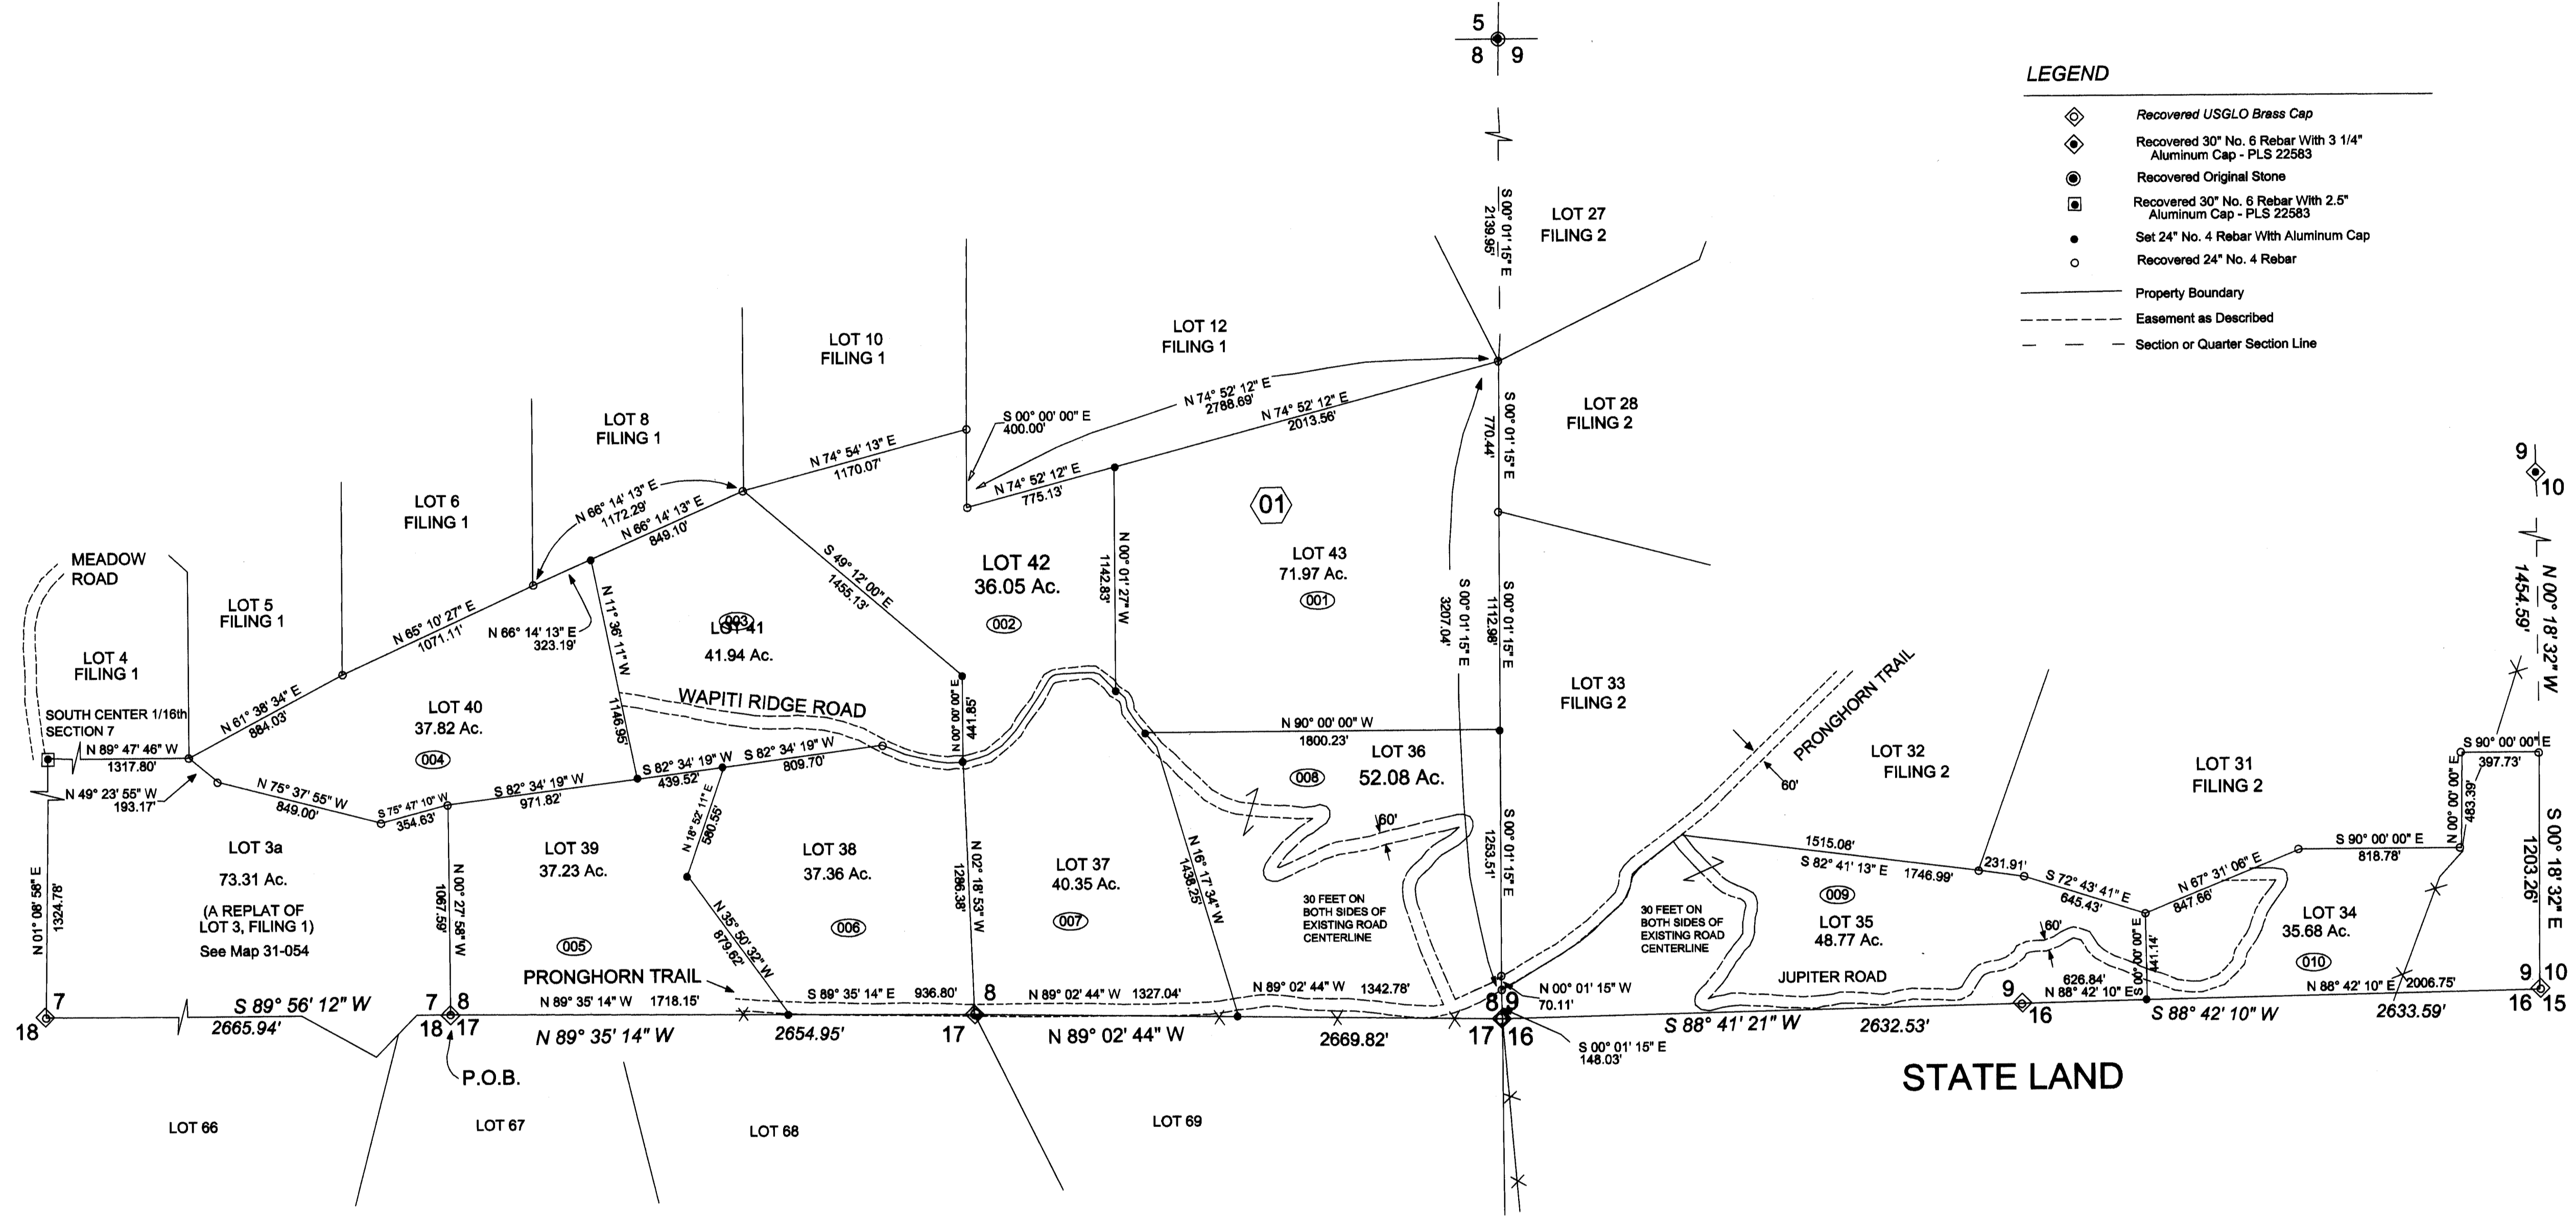 5
8 9
LEGEND
Recovered USGLO Brass Cap
Recovered 30" No. 6 Rebar With 3 1/4"
Aluminum Cap - PLS 22583
Recovered Original Stone
Recovered 30" No. 6 Rebar With 2.5"
Aluminum Cap - PLS 22583
Set 24" No. 4 Rebar With Aluminum Cap
Recovered 24" No. 4 Rebar
Property Boundary
Easement as Described
Section or Quarter Section Line
S 00° 01' 15" E
2139.95'
LOT 27
FILING 2
LOT 12
FILING 1
LOT 10
FILING 1
LOT 8
FILING 1
LOT 6
FILING 1
LOT 5
FILING 1
LOT 4
FILING 1
MEADOW
ROAD
SOUTH CENTER 1/16th
SECTION 7
N 89° 47' 46" W
1317.80'
N 49° 23' 55" W
193.17'
N 61° 38' 34" E
884.03'
N 65° 10' 27" E
1071.11'
N 66° 14' 13" E
323.19'
N 66° 14' 13" E
1172.29'
N 66° 14' 13" E
849.10'
N 74° 54' 13" E
1170.07'
S 00° 00' 00" E
400.00'
N 74° 52' 12" E
2788.69'
N 74° 52' 12" E
2013.56'
N 74° 52' 12" E
775.13'
LOT 28
FILING 2
S 00° 01' 15" E
770.44'
01
LOT 42
36.05 Ac.
002
LOT 43
71.97 Ac.
001
N 00° 01' 27" W
1142.83'
S 49° 12' 00" E
1455.13'
003
LOT 41
41.94 Ac.
N 11° 36' 11" W
1146.95'
WAPITI RIDGE ROAD
N 00° 00' 00" E
441.85'
S 00° 01' 15" E
3207.04'
S 00° 01' 15" E
1112.98'
LOT 33
FILING 2
N 90° 00' 00" W
1800.23'
LOT 36
52.08 Ac.
008
LOT 40
37.82 Ac.
004
N 75° 37' 55" W
849.00'
S 75° 47' 10" W
354.63'
S 82° 34' 19" W
971.82'
S 82° 34' 19" W
439.52'
S 82° 34' 19" W
809.70'
N 18° 52' 11" E
580.55'
N 35° 50' 32" W
879.62'
LOT 3a
73.31 Ac.
(A REPLAT OF
LOT 3, FILING 1)
See Map 31-054
N 01° 08' 58" E
1324.78'
N 00° 27' 58" W
1067.59'
LOT 39
37.23 Ac.
005
LOT 38
37.36 Ac.
006
N 02° 18' 53" W
1286.38'
LOT 37
40.35 Ac.
007
N 16° 17' 34" W
1438.25'
60'
30 FEET ON
BOTH SIDES OF
EXISTING ROAD
CENTERLINE
S 00° 01' 15" E
1253.51'
PRONGHORN TRAIL
60'
LOT 32
FILING 2
LOT 31
FILING 2
9
10
N 00° 18' 32" W
1454.59'
S 90° 00' 00" E
397.73'
N 00° 00' 00" E
483.39'
S 90° 00' 00" E
818.78'
S 00° 18' 32" E
1203.26'
1515.08'
S 82° 41' 13" E 1746.99'
231.91'
S 72° 43' 41" E
645.43'
N 67° 31' 06" E
847.66'
009
LOT 35
48.77 Ac.
30 FEET ON
BOTH SIDES OF
EXISTING ROAD
CENTERLINE
JUPITER ROAD
60'
S 00° 00' 00" E
441.14'
LOT 34
35.68 Ac.
010
626.84'
N 88° 42' 10" E
N 88° 42' 10" E 2006.75'
PRONGHORN TRAIL
N 89° 35' 14" W 1718.15'
S 89° 35' 14" E 936.80'
N 89° 02' 44" W 1327.04'
N 89° 02' 44" W 1342.78'
N 00° 01' 15" W
70.11'
S 00° 01' 15" E
148.03'
7
18
S 89° 56' 12" W
2665.94'
7 8
18 17
P.O.B.
N 89° 35' 14" W 2654.95'
8
17
N 89° 02' 44" W 2669.82'
8 9
17 16
S 88° 41' 21" W 2632.53'
9
16
S 88° 42' 10" W 2633.59'
9 10
16 15
STATE LAND
LOT 66
LOT 67
LOT 68
LOT 69